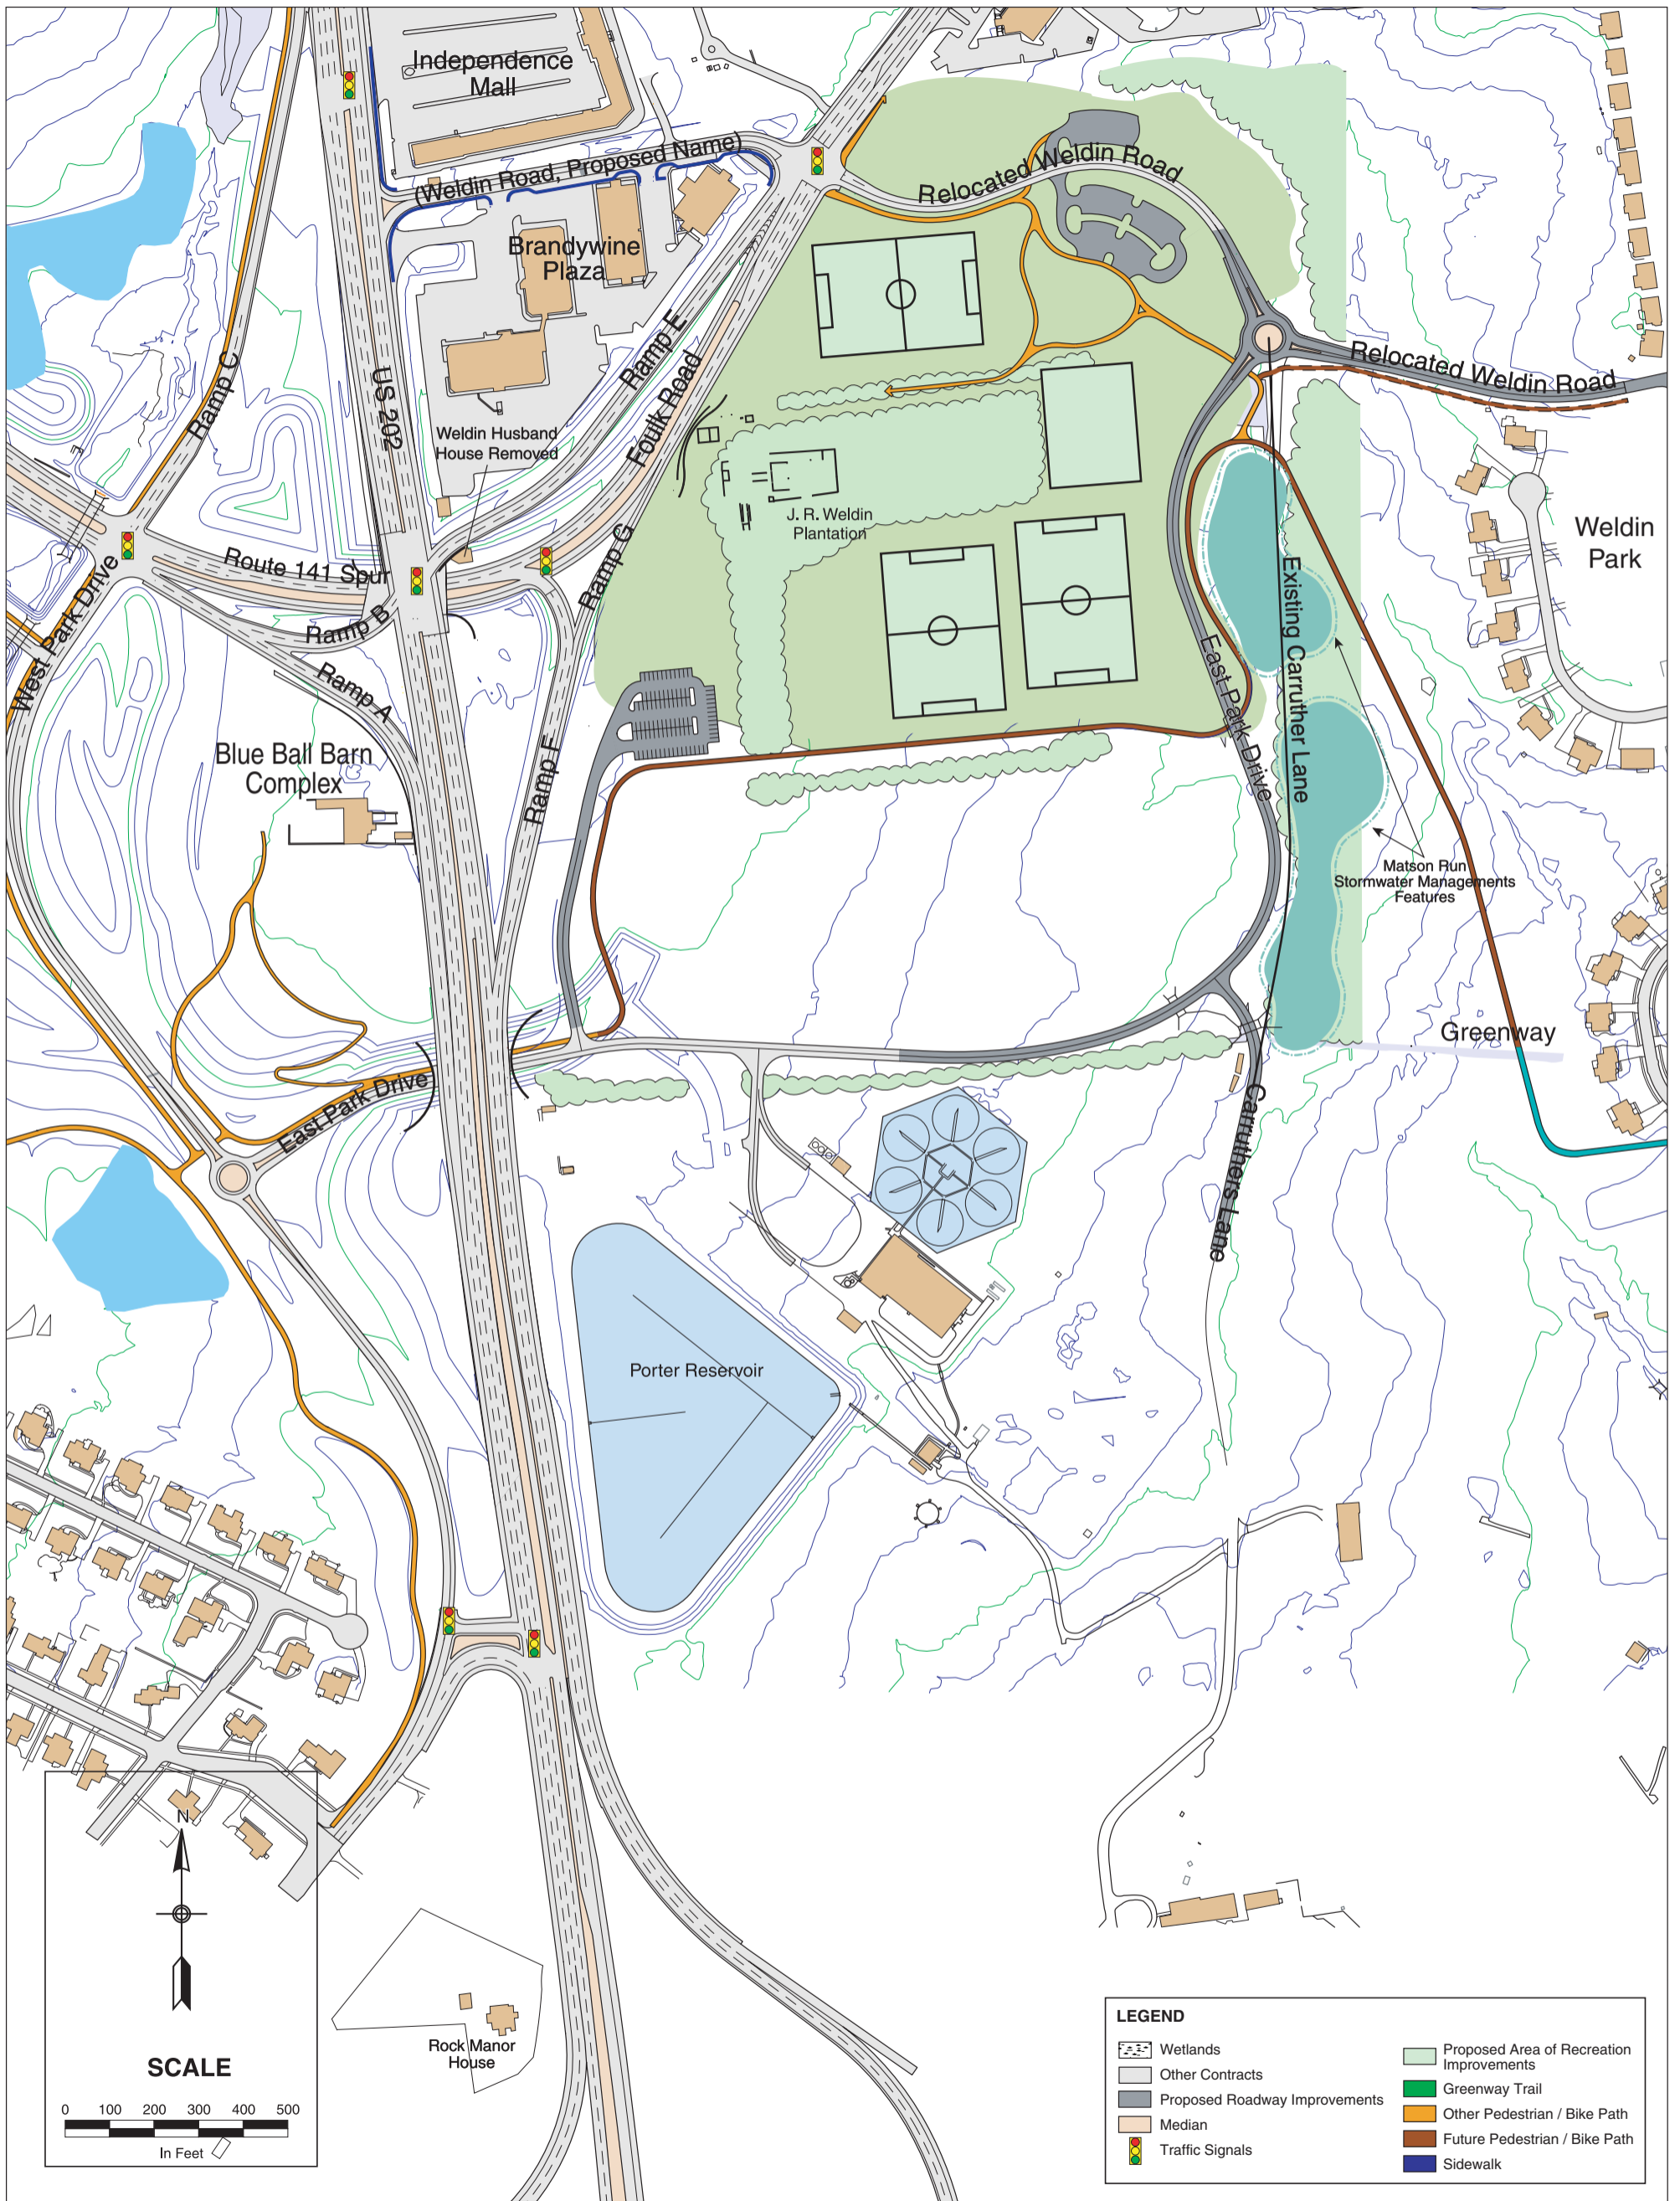 Independence
Mall
(Weldin Road, Proposed Name)
Relocated Weldin Road
Brandywine
Plaza
Ramp E
Ramp C
US 202
Foulk Road
Relocated Weldin Road
Weldin Husband
House Removed
J. R. Weldin
Plantation
Weldin
Park
Route 141 Spur
Ramp G
Ramp B
West Park Drive
Ramp A
Existing Carruther Lane
East Park Drive
Blue Ball Barn
Complex
Ramp F
Matson Run
Stormwater Managements
Features
Greenway
East Park Drive
Carruthers Lane
Porter Reservoir
N
SCALE
0 100 200 300 400 500
In Feet
Rock Manor
House
LEGEND
Wetlands
Other Contracts
Proposed Roadway Improvements
Median
Traffic Signals
Proposed Area of Recreation
Improvements
Greenway Trail
Other Pedestrian / Bike Path
Future Pedestrian / Bike Path
Sidewalk